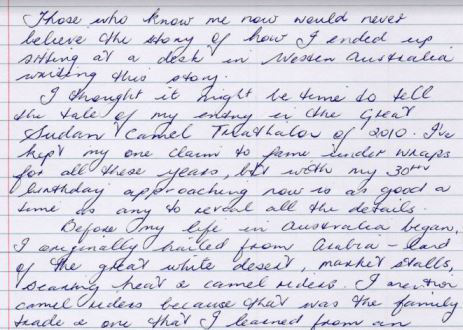 Those who know me now would never
believe the story of how I ended up
sitting at a desk in Western Australia
writing this story.
I thought it might be time to tell
the tale of my entry in the Great
Sudan Camel Triathalon of 2010. I've
kept my one claim to fame under wraps
for all these years, but with my 30th
birthday approaching now is as good a
time as any to reveal all the details.
Before my life in Australia began,
I originally hailed from Arabia - land
of the great white desert, market stalls,
searing heat & camel riders. I mention
camel riders because that was the family
trade & one that I learned from an